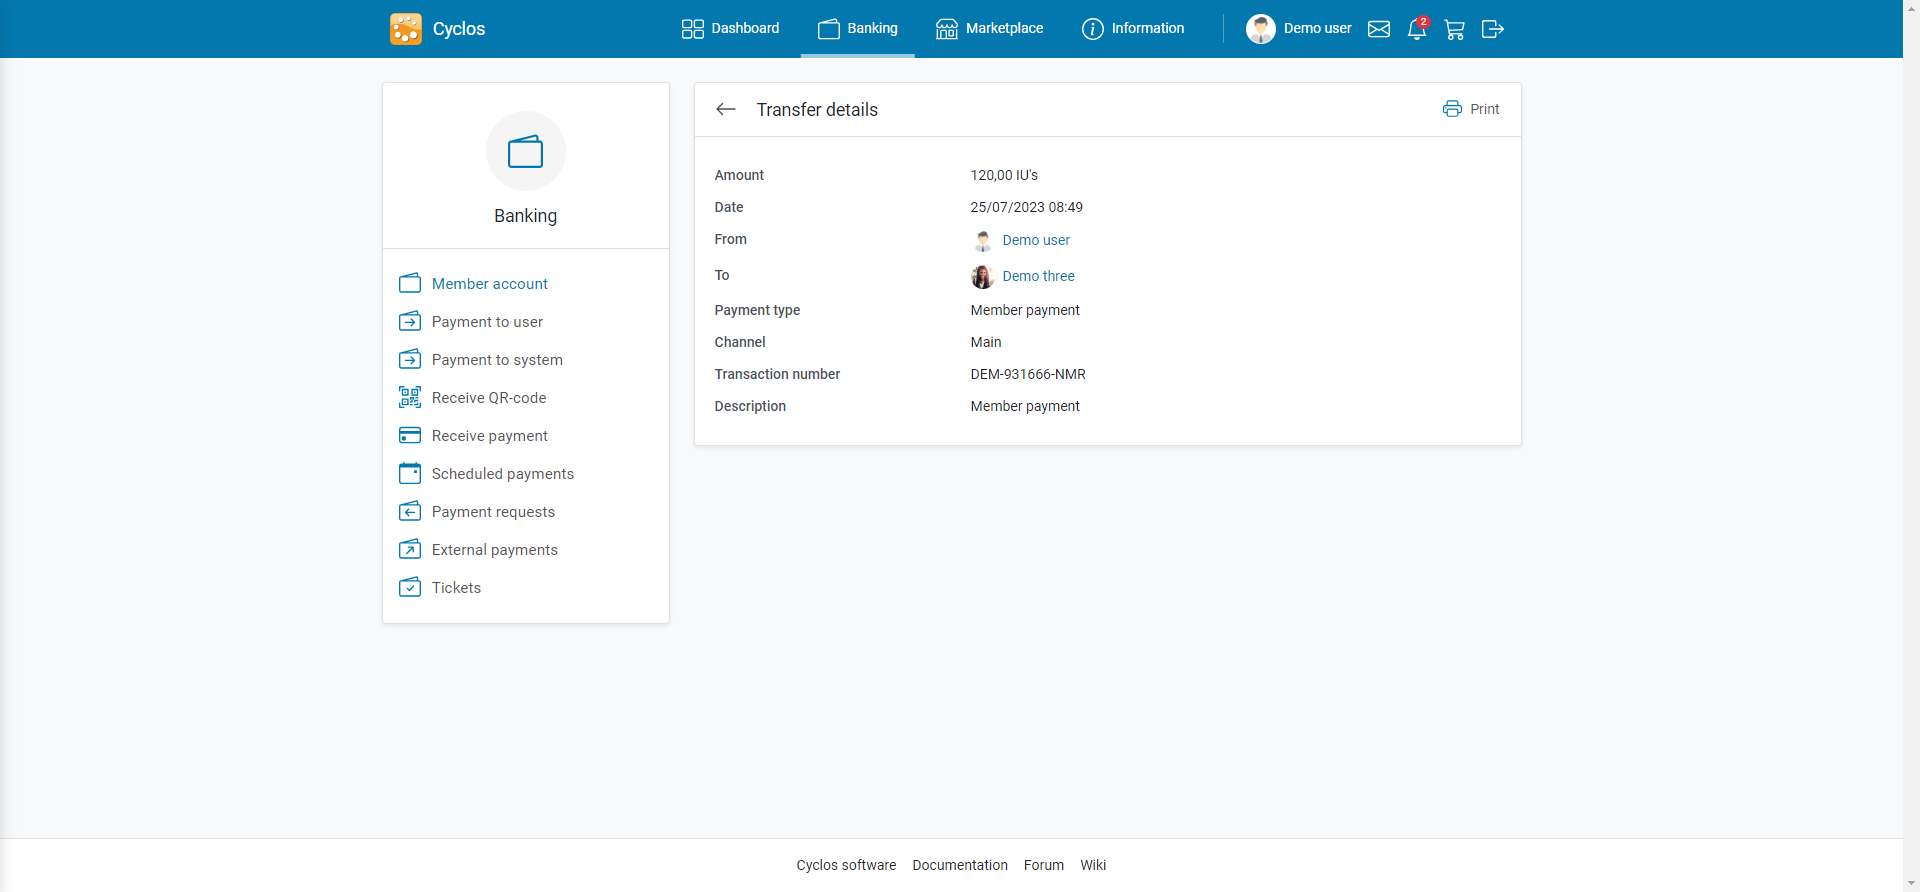 Cyclos
Dashboard
Banking
Marketplace
Information
Demo user
2
Banking
Member account
Payment to user
Payment to system
Receive QR-code
Receive payment
Scheduled payments
Payment requests
External payments
Tickets
Transfer details
Print
Amount 120,00 IU's
Date 25/07/2023 08:49
From Demo user
To Demo three
Payment type Member payment
Channel Main
Transaction number DEM-931666-NMR
Description Member payment
Cyclos software Documentation Forum Wiki